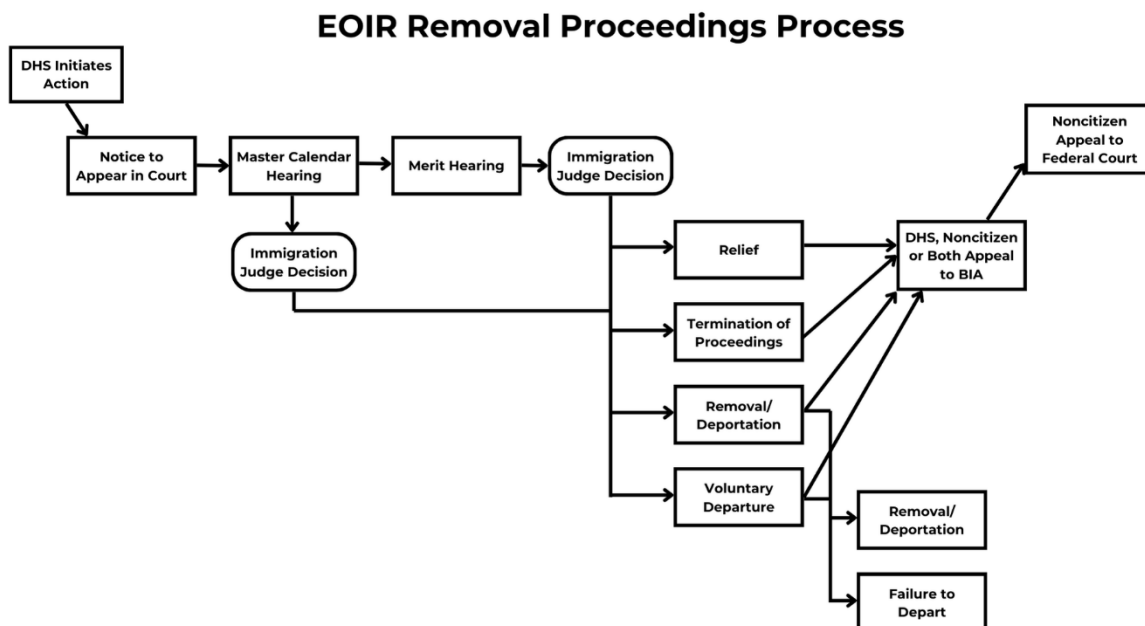 EOIR Removal Proceedings Process
DHS Initiates
Action
Notice to
Appear in Court
Master Calendar
Hearing
Merit Hearing
Immigration
Judge Decision
Immigration
Judge Decision
Relief
Termination of
Proceedings
Removal/
Deportation
Voluntary
Departure
DHS, Noncitizen
or Both Appeal
to BIA
Noncitizen
Appeal to
Federal Court
Removal/
Deportation
Failure to
Depart